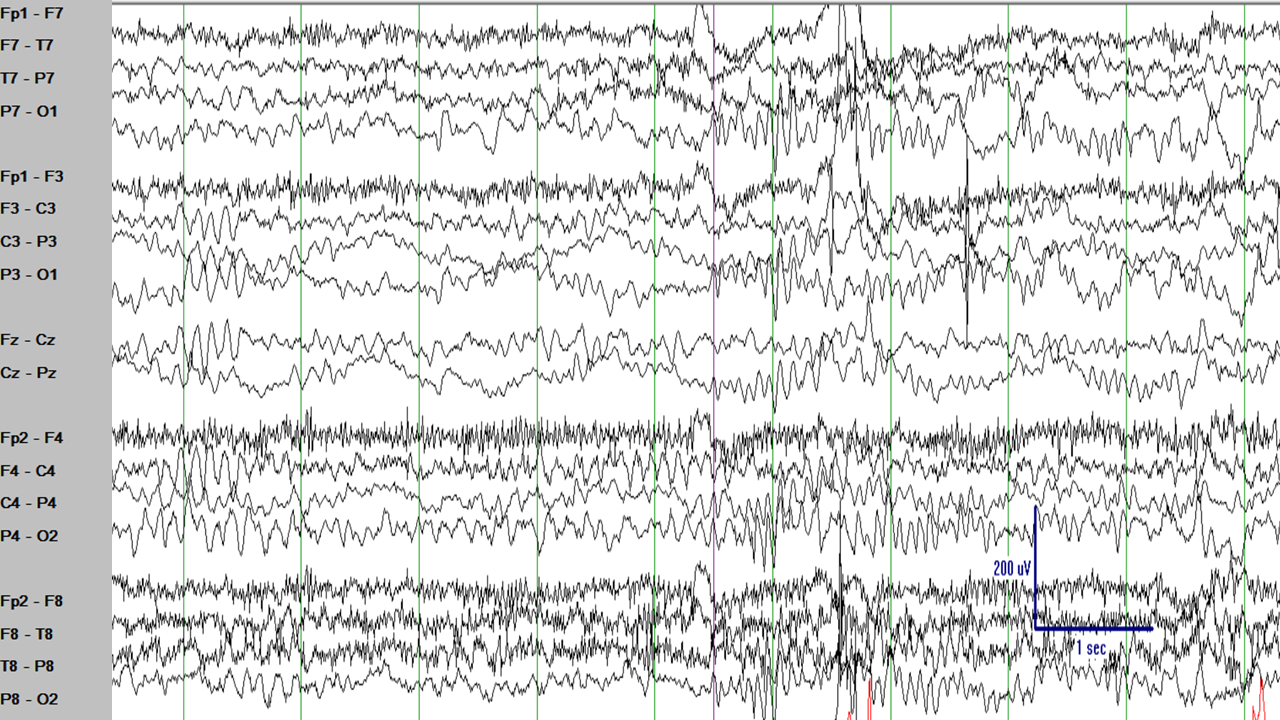 Fp1 - F7
F7 - T7
T7 - P7
P7 - O1
Fp1 - F3
F3 - C3
C3 - P3
P3 - O1
Fz - Cz
Cz - Pz
Fp2 - F4
F4 - C4
C4 - P4
P4 - O2
200 uV
Fp2 - F8
F8 - T8
1 sec
T8 - P8
P8 - O2